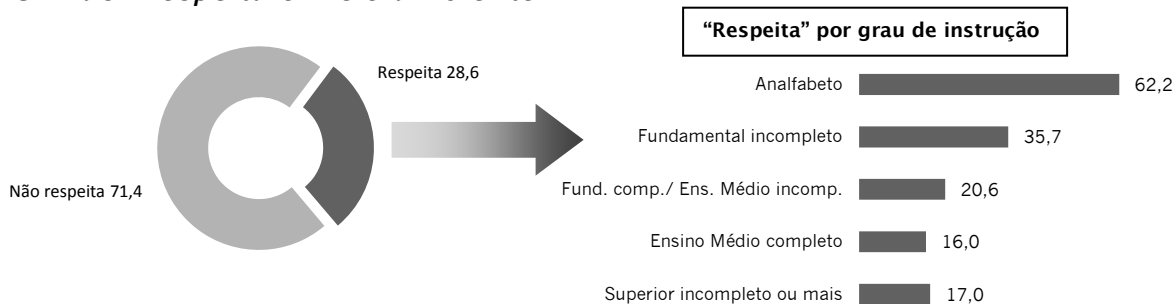 Respeita 28,6
Não respeita 71,4
“Respeita” por grau de instrução
Analfabeto 62,2
Fundamental incompleto 35,7
Fund. comp./ Ens. Médio incomp. 20,6
Ensino Médio completo 16,0
Superior incompleto ou mais 17,0